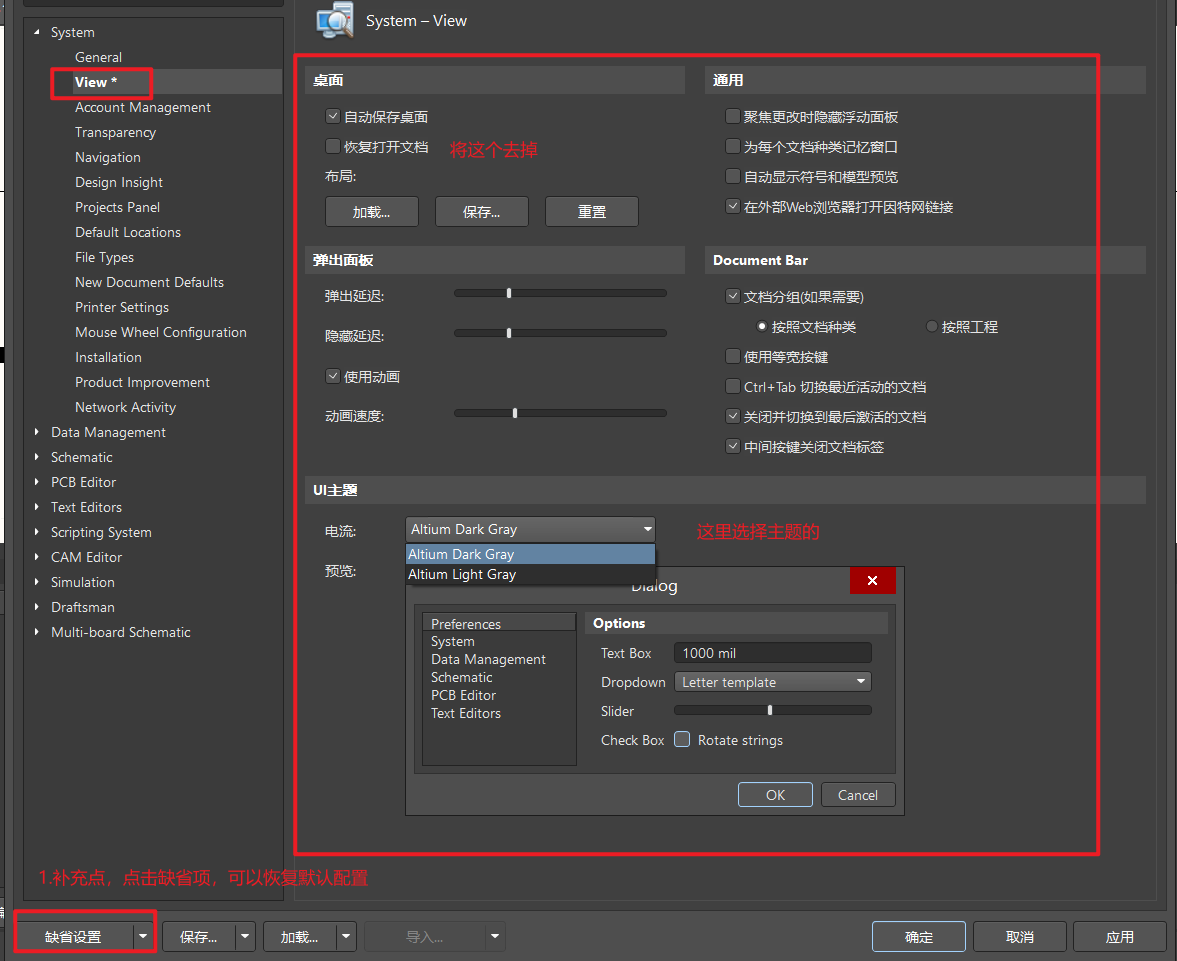 System – View
System
General
View *
Account Management
Transparency
Navigation
Design Insight
Projects Panel
Default Locations
File Types
New Document Defaults
Printer Settings
Mouse Wheel Configuration
Installation
Product Improvement
Network Activity
Data Management
Schematic
PCB Editor
Text Editors
Scripting System
CAM Editor
Simulation
Draftsman
Multi-board Schematic
桌面
自动保存桌面
恢复打开文档 将这个去掉
布局:
加载... 保存... 重置
通用
聚焦更改时隐藏浮动面板
为每个文档种类记忆窗口
自动显示符号和模型预览
在外部Web浏览器打开因特网链接
弹出面板
弹出延迟:
隐藏延迟:
使用动画
动画速度:
Document Bar
文档分组(如果需要)
按照文档种类 按照工程
使用等宽按键
Ctrl+Tab 切换最近活动的文档
关闭并切换到最后激活的文档
中间按键关闭文档标签
UI主题
电流: Altium Dark Gray 这里选择主题的
Altium Dark Gray
Altium Light Gray
预览:
Dialog
Preferences
System
Data Management
Schematic
PCB Editor
Text Editors
Options
Text Box 1000 mil
Dropdown Letter template
Slider
Check Box Rotate strings
OK Cancel
1.补充点，点击缺省项，可以恢复默认配置
缺省设置 保存... 加载... 导入... 确定 取消 应用